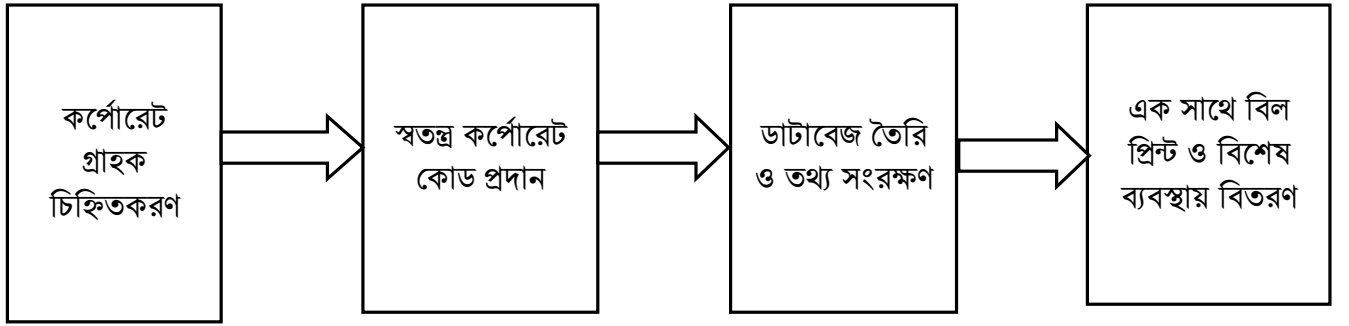 কর্পোরেট
গ্রাহক
চিহ্নিতকরণ
স্বতন্ত্র কর্পোরেট
কোড প্রদান
ডাটাবেজ তৈরি
ও তথ্য সংরক্ষণ
এক সাথে বিল
প্রিন্ট ও বিশেষ
ব্যবস্থায় বিতরণ